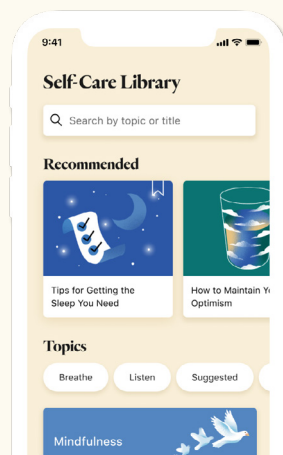 9:41
Self-Care Library
Search by topic or title
Recommended
Tips for Getting the
Sleep You Need
How to Maintain
Optimism
Topics
Breathe
Listen
Suggested
Mindfulness